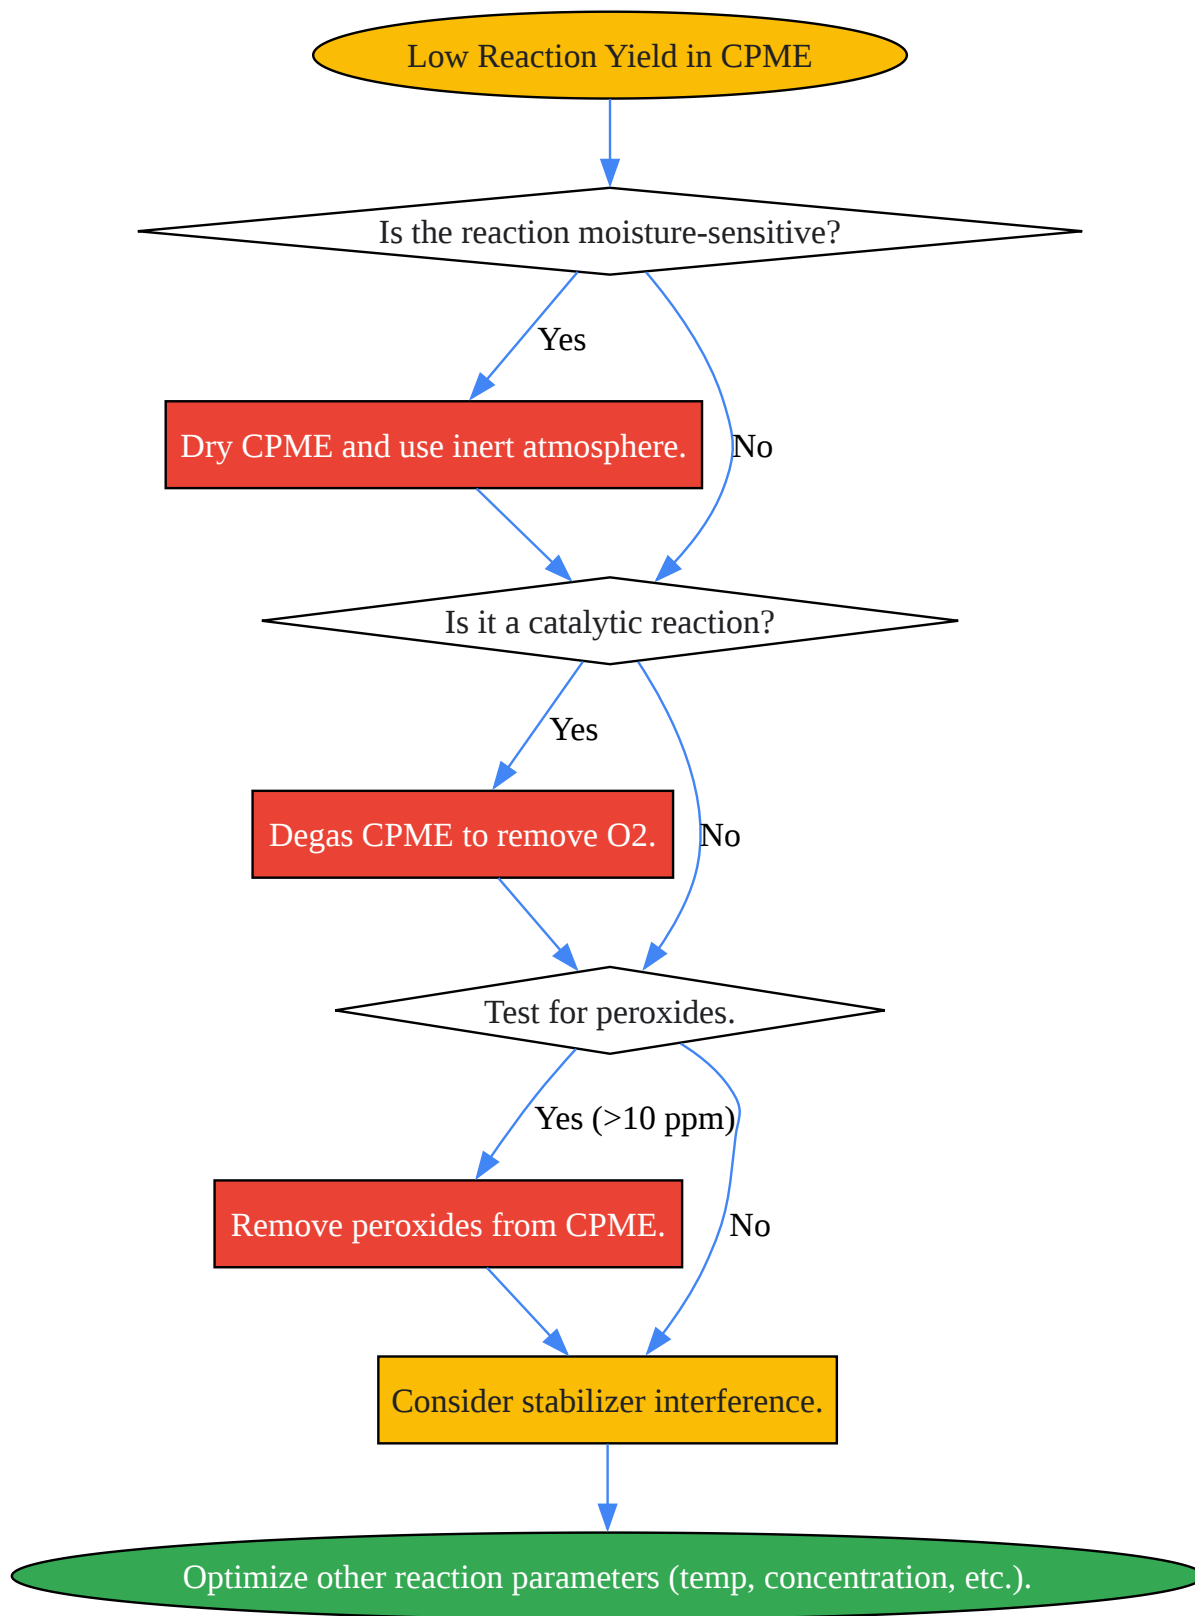 Low Reaction Yield in CPME
Is the reaction moisture-sensitive?
Yes
Dry CPME and use inert atmosphere.
No
Is it a catalytic reaction?
Yes
Degas CPME to remove O2.
No
Test for peroxides.
Yes (>10 ppm)
Remove peroxides from CPME.
No
Consider stabilizer interference.
Optimize other reaction parameters (temp, concentration, etc.).